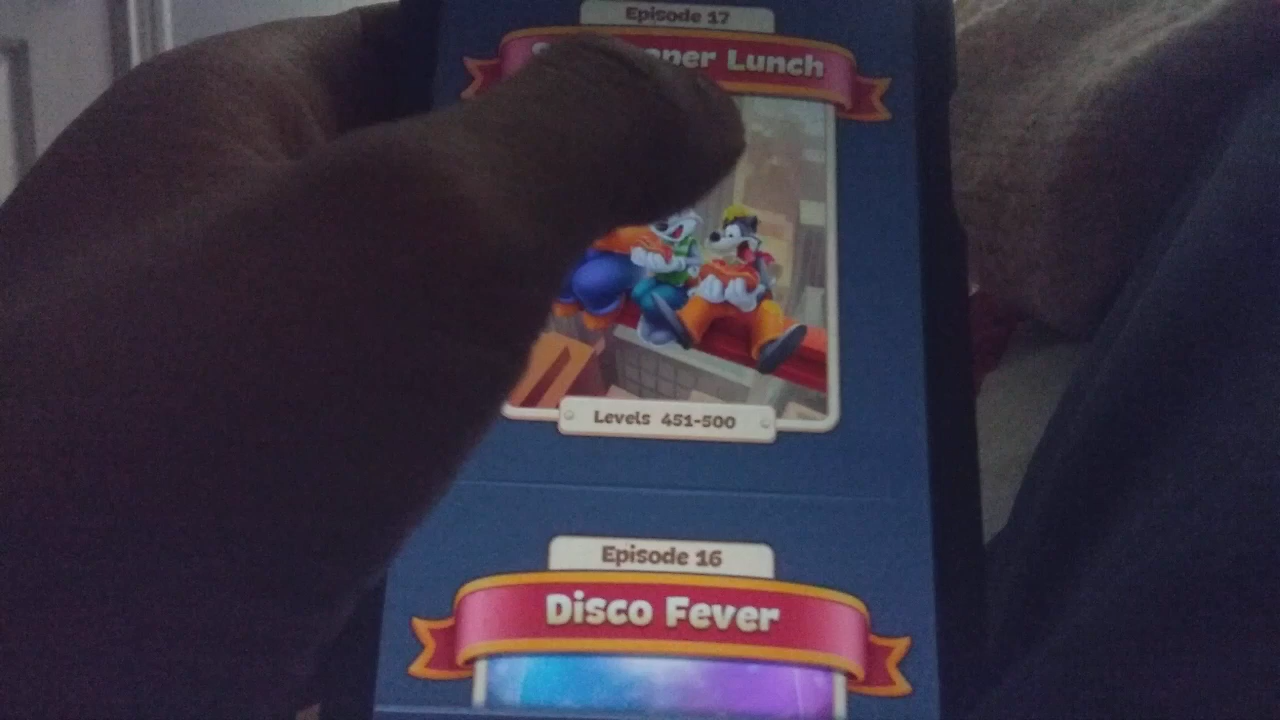 Episode 17
Lunch
Levels 451-500
Episode 16
Disco Fever